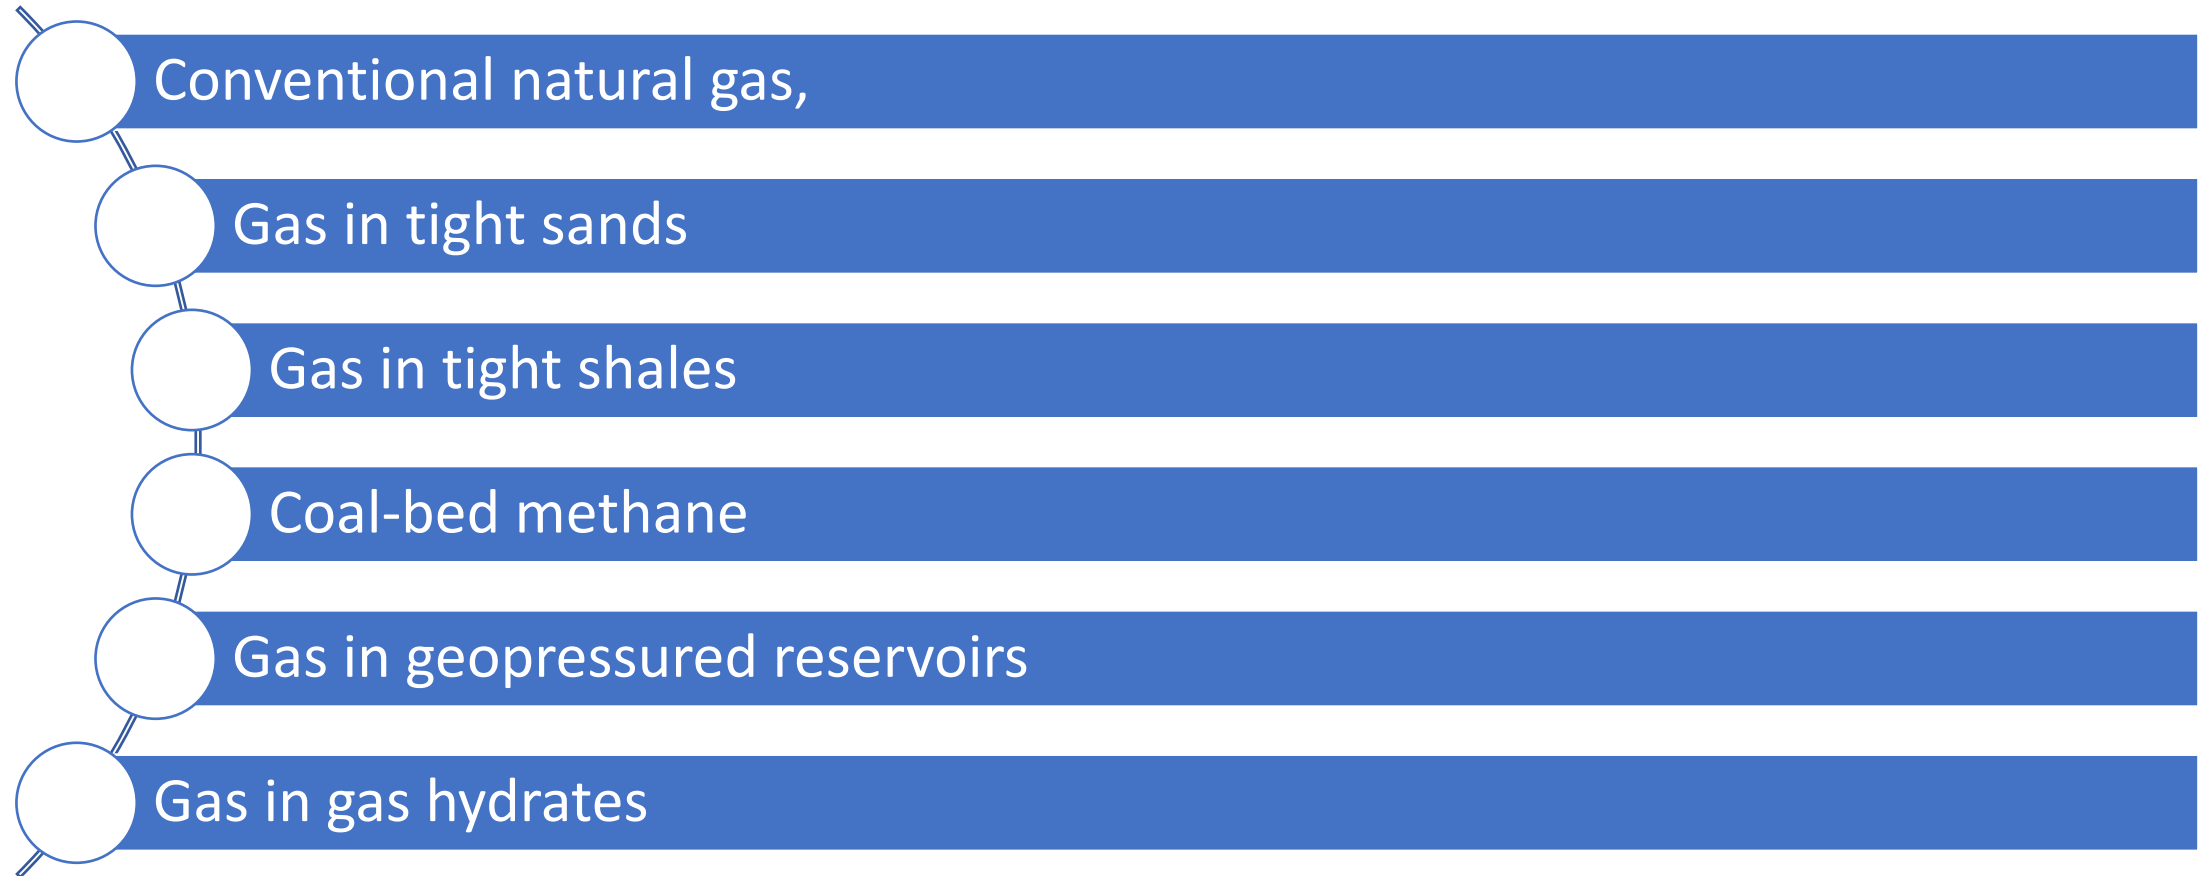 Conventional natural gas,
Gas in tight sands
Gas in tight shales
Coal-bed methane
Gas in geopressured reservoirs
Gas in gas hydrates